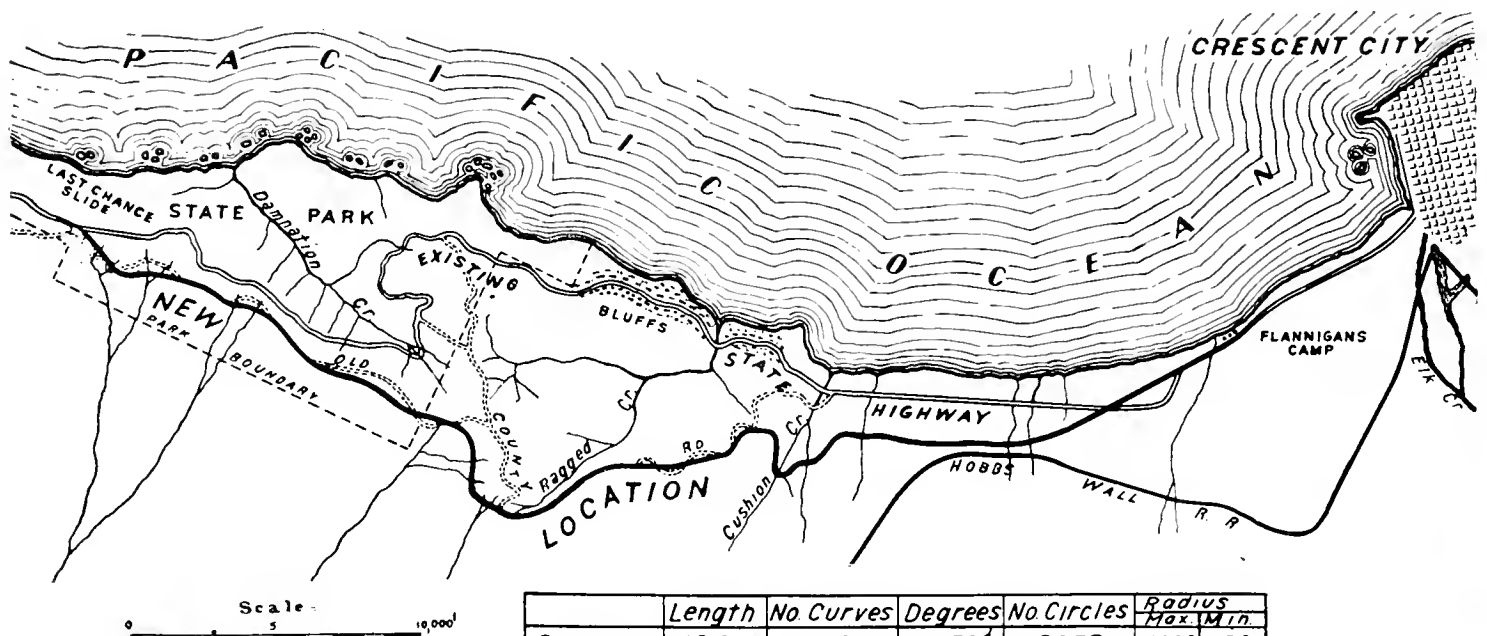 PACIFIC OCEAN
CRESCENT CITY
LAST CHANCE
SLIDE
STATE PARK
Damnation Cr.
EXISTING
BLUFFS
STATE
HIGHWAY
NEW
PARK BOUNDARY
OLD
COUNTY
RD
Ragged Cr.
LOCATION
Cushion Cr.
HOBBS WALL R. R
FLANNIGANS
CAMP
Elk Cr
Scale
0 5 10,000'
Length No. Curves Degrees No. Circles Radius
Max. Min.